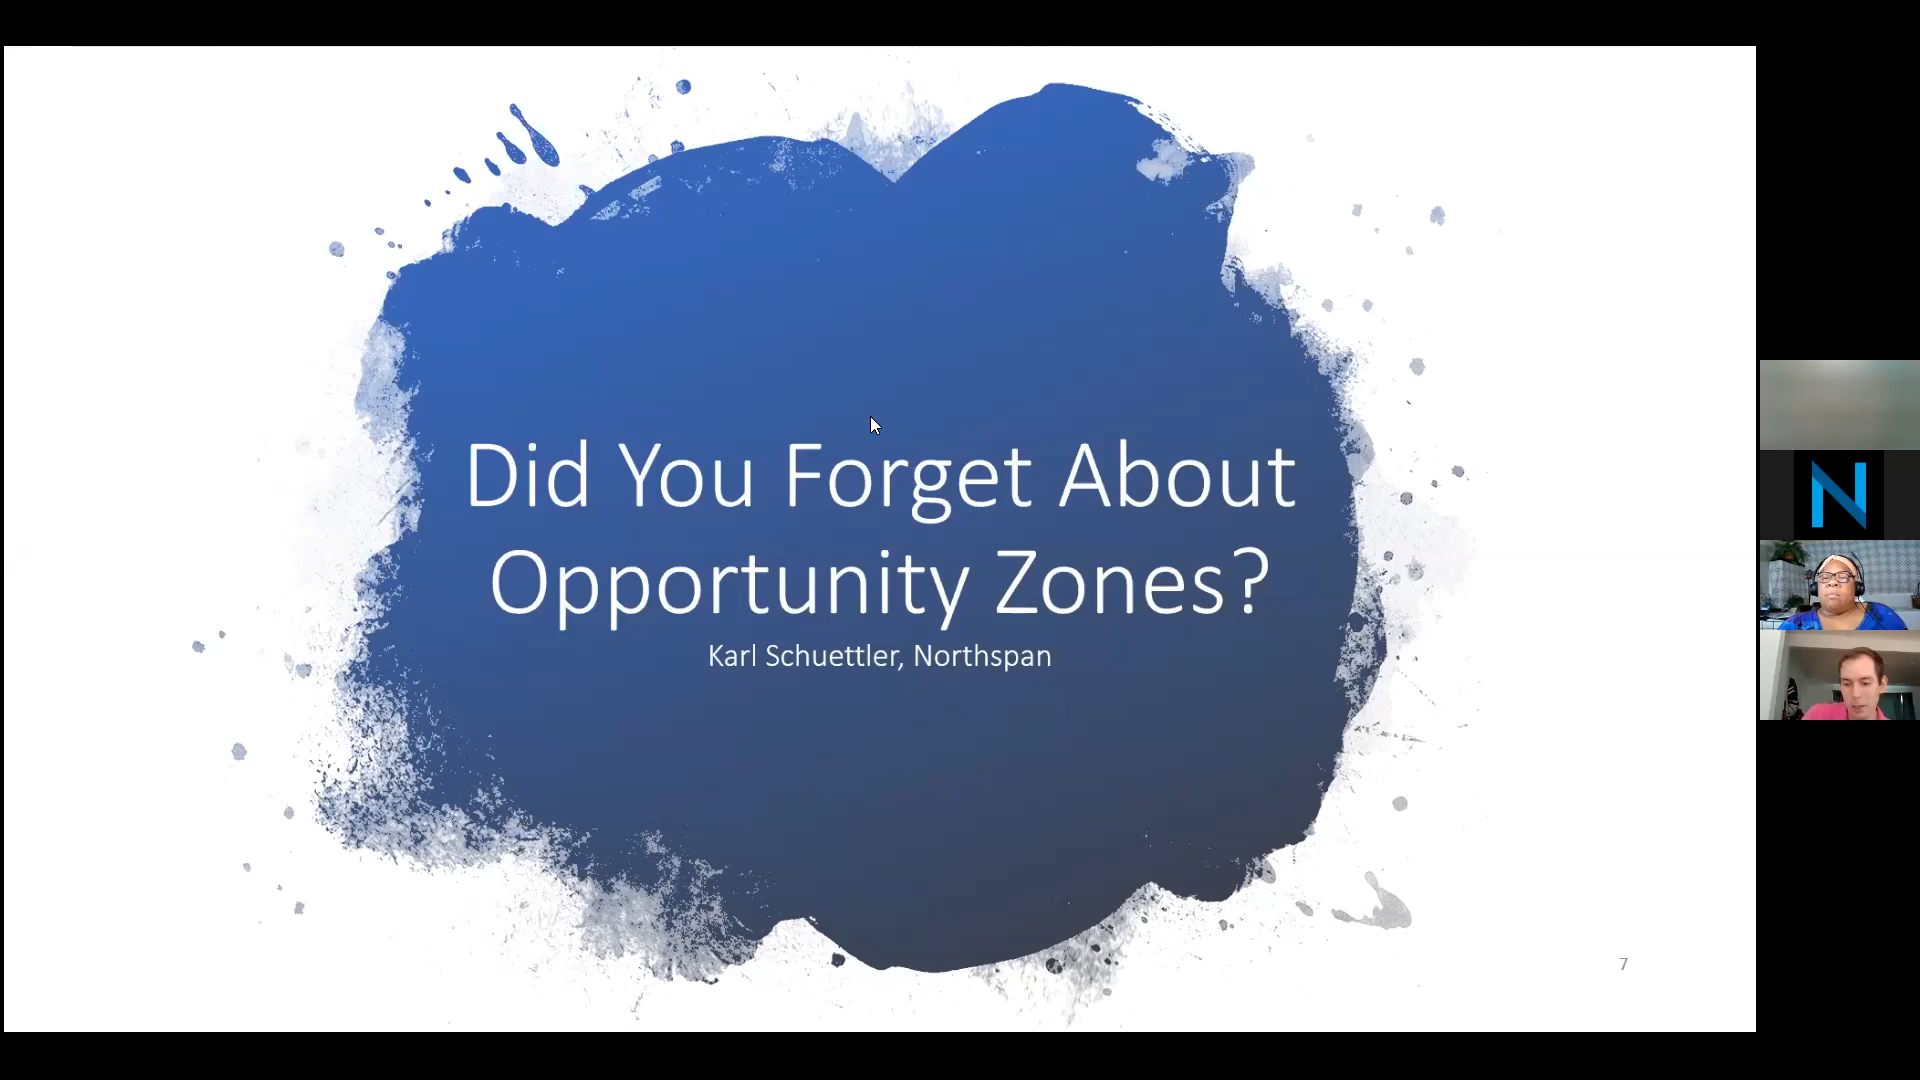 Did You Forget About
Opportunity Zones?
Karl Schuettler, Northspan
7
N